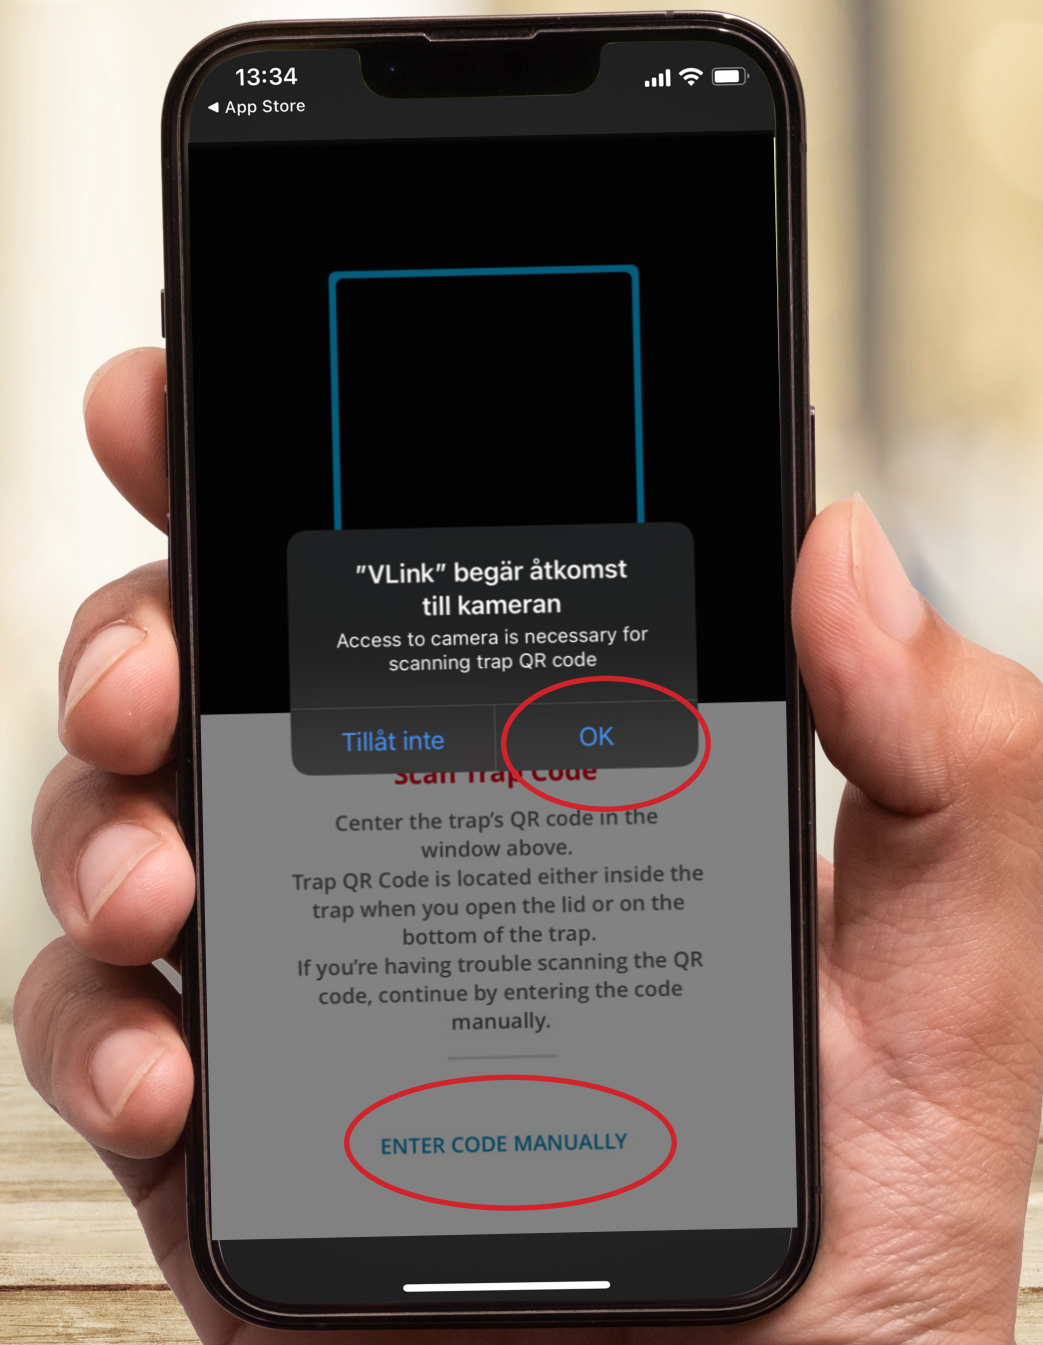 13:34
◀ App Store
”VLink” begär åtkomst
till kameran
Access to camera is necessary for
scanning trap QR code
Tillåt inte
OK
Scan Trap Code
Center the trap’s QR code in the
window above.
Trap QR Code is located either inside the
trap when you open the lid or on the
bottom of the trap.
If you’re having trouble scanning the QR
code, continue by entering the code
manually.
ENTER CODE MANUALLY